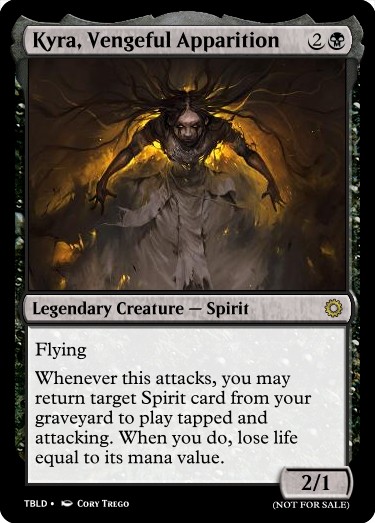 Kyra, Vengeful Apparition 2
Legendary Creature — Spirit
Flying
Whenever this attacks, you may
return target Spirit card from your
graveyard to play tapped and
attacking. When you do, lose life
equal to its mana value.
2/1
TBLD • Cory Trego
(NOT FOR SALE)